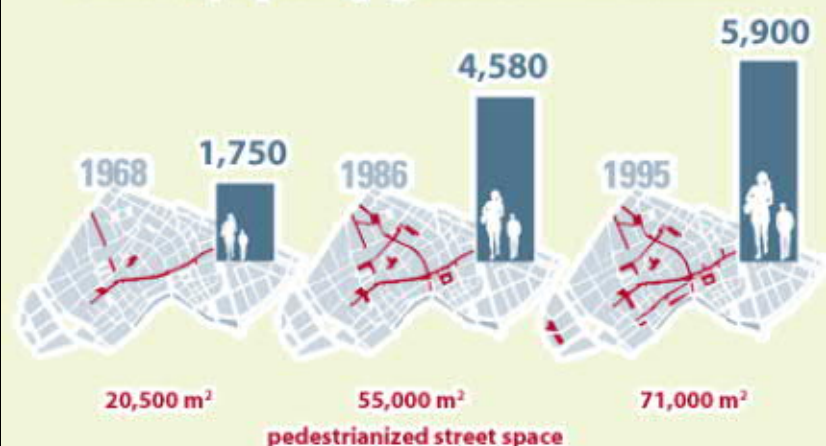 5,900
4,580
1,750
1968
1986
1995
20,500 m²
55,000 m²
71,000 m²
pedestrianized street space